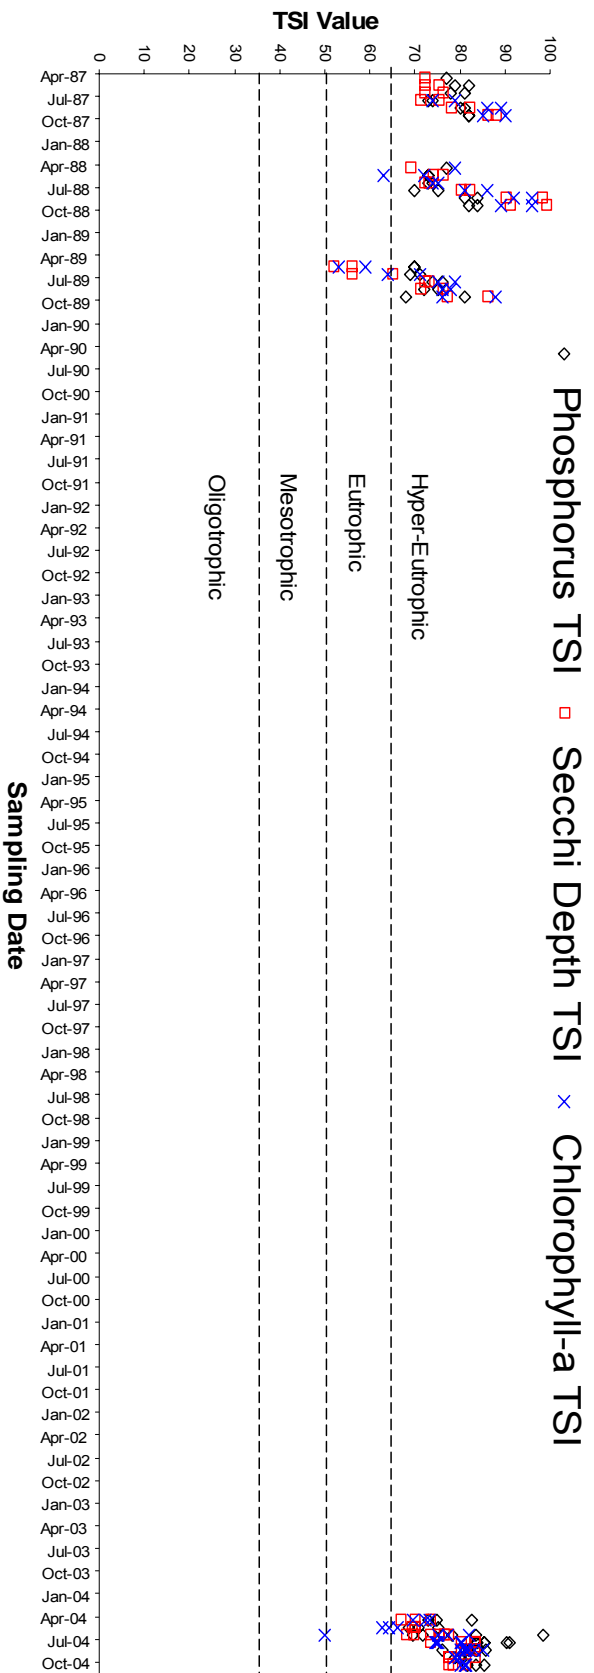 Phosphorus TSI Secchi Depth TSI Chlorophyll-a TSI
TSI Value
100
90
80
70
60
50
40
30
20
10
0
Hyper-Eutrophic
Eutrophic
Mesotrophic
Oligotrophic
Apr-87
Jul-87
Oct-87
Jan-88
Apr-88
Jul-88
Oct-88
Jan-89
Apr-89
Jul-89
Oct-89
Jan-90
Apr-90
Jul-90
Oct-90
Jan-91
Apr-91
Jul-91
Oct-91
Jan-92
Apr-92
Jul-92
Oct-92
Jan-93
Apr-93
Jul-93
Oct-93
Jan-94
Apr-94
Jul-94
Oct-94
Jan-95
Apr-95
Jul-95
Oct-95
Jan-96
Apr-96
Jul-96
Oct-96
Jan-97
Apr-97
Jul-97
Oct-97
Jan-98
Apr-98
Jul-98
Oct-98
Jan-99
Apr-99
Jul-99
Oct-99
Jan-00
Apr-00
Jul-00
Oct-00
Jan-01
Apr-01
Jul-01
Oct-01
Jan-02
Apr-02
Jul-02
Oct-02
Jan-03
Apr-03
Jul-03
Oct-03
Jan-04
Apr-04
Jul-04
Oct-04
Sampling Date